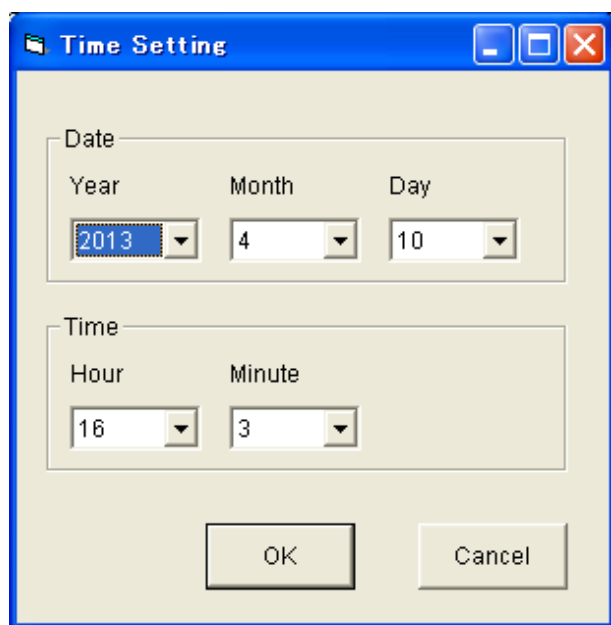 Time Setting
Date
Year Month Day
2013 4 10
Time
Hour Minute
16 3
OK Cancel